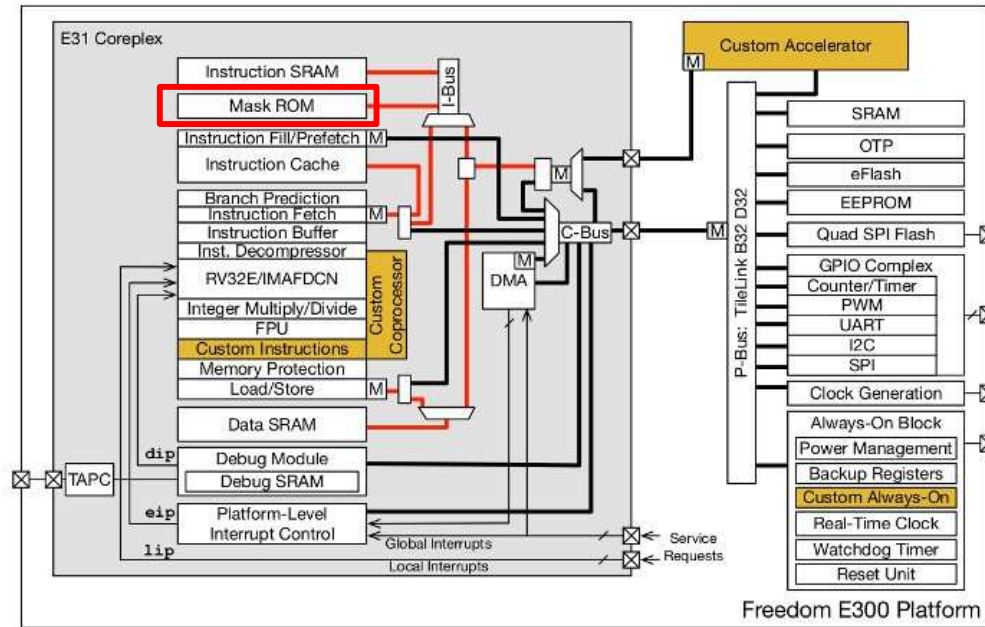 E31 Coreplex
Instruction SRAM
Mask ROM
I-Bus
Instruction Fill/Prefetch
M
Instruction Cache
Branch Prediction
Instruction Fetch
M
Instruction Buffer
Inst. Decompressor
RV32E/IMAFDCN
Integer Multiply/Divide
FPU
Custom Instructions
Custom
Coprocessor
Memory Protection
Load/Store
M
Data SRAM
dip
Debug Module
Debug SRAM
TAPC
eip
Platform-Level
Interrupt Control
lip
Global Interrupts
Local Interrupts
M
C-Bus
M
DMA
Service
Requests
Custom Accelerator
M
M
P-Bus: TileLink B32 D32
SRAM
OTP
eFlash
EEPROM
Quad SPI Flash
GPIO Complex
Counter/Timer
PWM
UART
I2C
SPI
Clock Generation
Always-On Block
Power Management
Backup Registers
Custom Always-On
Real-Time Clock
Watchdog Timer
Reset Unit
Freedom E300 Platform